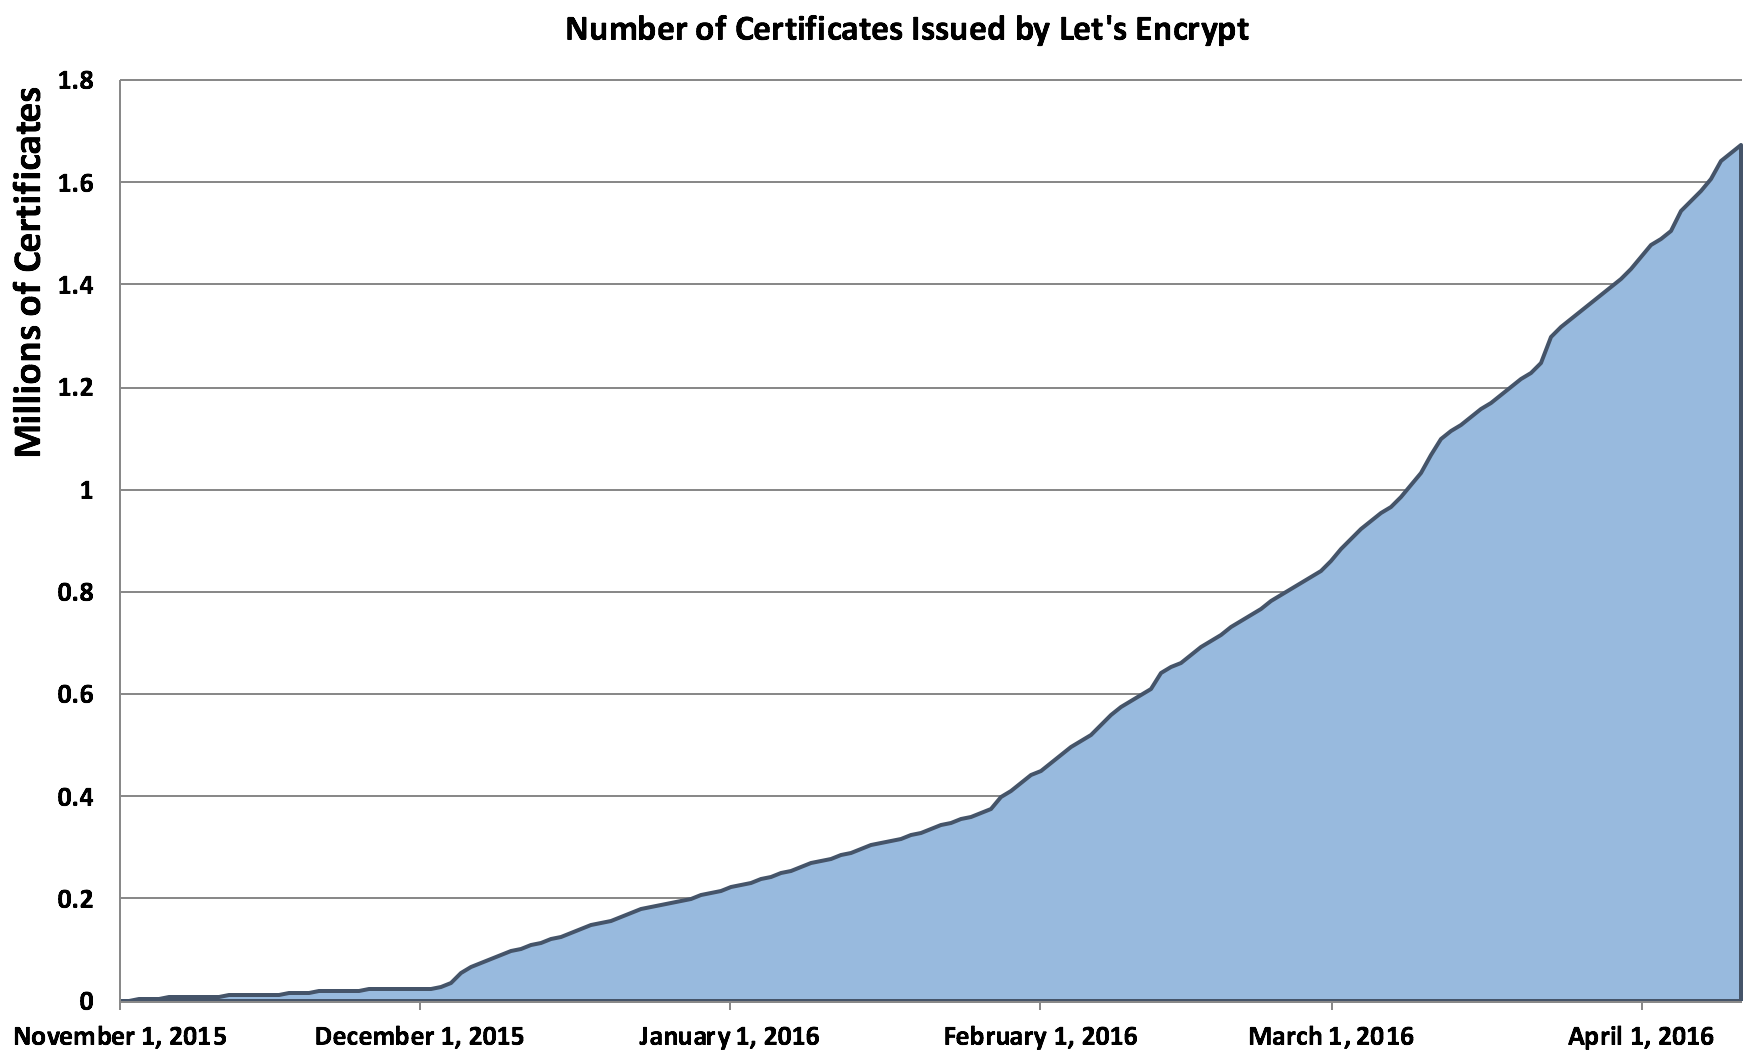 Number of Certificates Issued by Let's Encrypt
Millions of Certificates
1.8
1.6
1.4
1.2
1
0.8
0.6
0.4
0.2
0
November 1, 2015
December 1, 2015
January 1, 2016
February 1, 2016
March 1, 2016
April 1, 2016